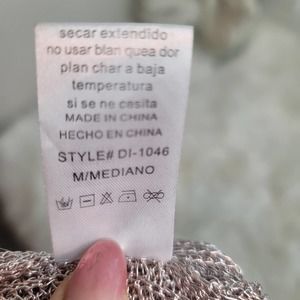 secar extendido
no usar blan quea dor
plan char a baja
temperatura
si se ne cesita
MADE IN CHINA
HECHO EN CHINA
STYLE# DI-1046
M/MEDIANO